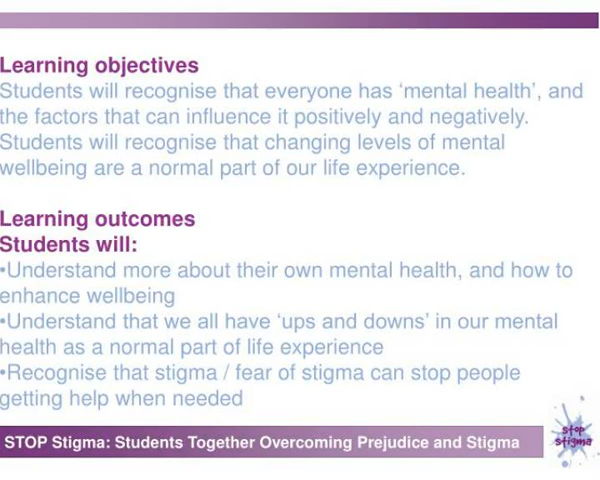 Learning objectives
Students will recognise that everyone has ‘mental health’, and
the factors that can influence it positively and negatively.
Students will recognise that changing levels of mental
wellbeing are a normal part of our life experience.
Learning outcomes
Students will:
•Understand more about their own mental health, and how to
enhance wellbeing
•Understand that we all have ‘ups and downs’ in our mental
health as a normal part of life experience
•Recognise that stigma / fear of stigma can stop people
getting help when needed
STOP Stigma: Students Together Overcoming Prejudice and Stigma
stop
stigma